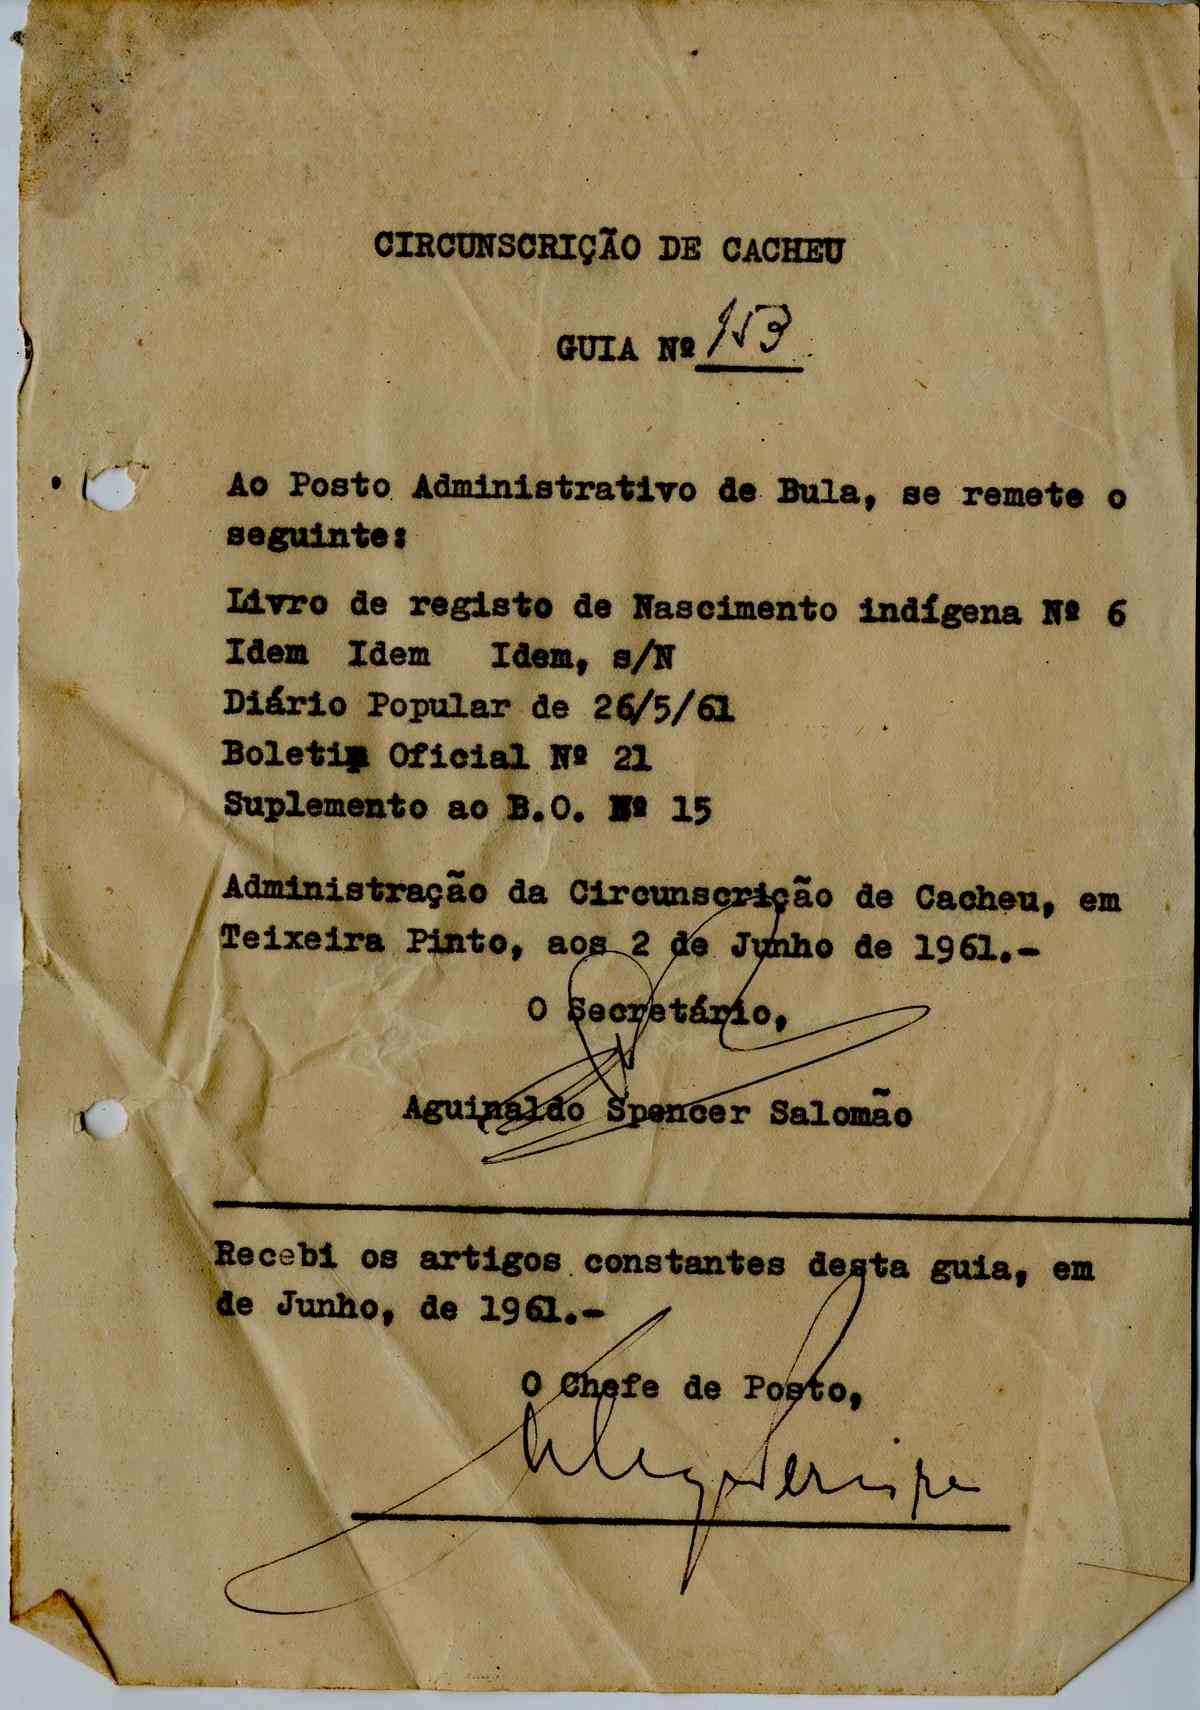 CIRCUNSCRIÇÃO DE CACHEU
GUIA Nº 153
Ao Posto Administrativo de Bula, se remete o
seguinte:
Livro de registo de Nascimento indígena Nº 6
Idem Idem Idem, s/N
Diário Popular de 26/5/61
Boletim Oficial Nº 21
Suplemento ao B.O. Nº 15
Administração da Circunscrição de Cacheu, em
Teixeira Pinto, aos 2 de Junho de 1961.-
O Secretário,
Aguinaldo Spencer Salomão
Recebi os artigos constantes desta guia, em
de Junho, de 1961.-
O Chefe de Posto,